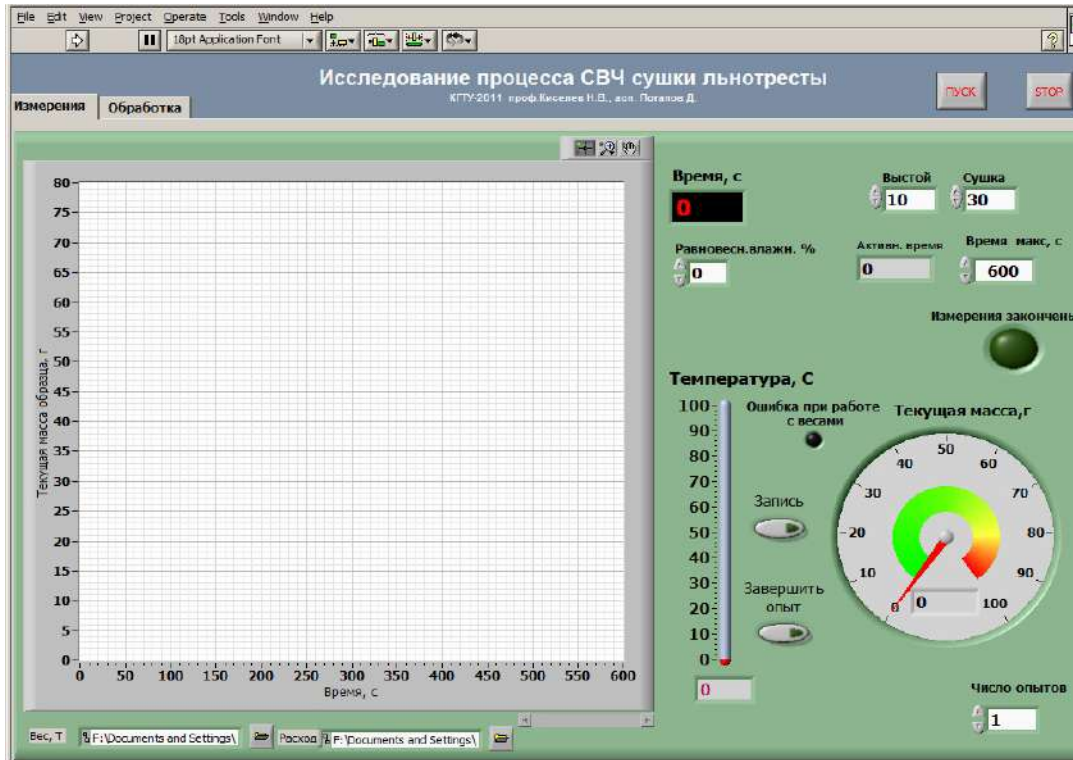 File Edit View Project Operate Tools Window Help
18pt Application Font
Исследование процесса СВЧ сушки льнотресты
КГТУ-2011 проф.Киселев Н.В., асп. Потапов Д.
ПУСК
STOP
Измерения
Обработка
80
75
70
65
60
55
50
45
40
35
30
25
20
15
10
5
0
Текущая масса образца, г
0 50 100 150 200 250 300 350 400 450 500 550 600
Время, с
Вес, Т
F:\Documents and Settings\
Расход
F:\Documents and Settings\
Время, с
0
Выстой
10
Сушка
30
Равновесн.влажн. %
0
Активн. время
0
Время макс, с
600
Измерения закончены
Температура, С
100
90
80
70
60
50
40
30
20
10
0
0
Ошибка при работе
с весами
Запись
Завершить
опыт
Текущая масса,г
0 10 20 30 40 50 60 70 80 90 100
0
Число опытов
1